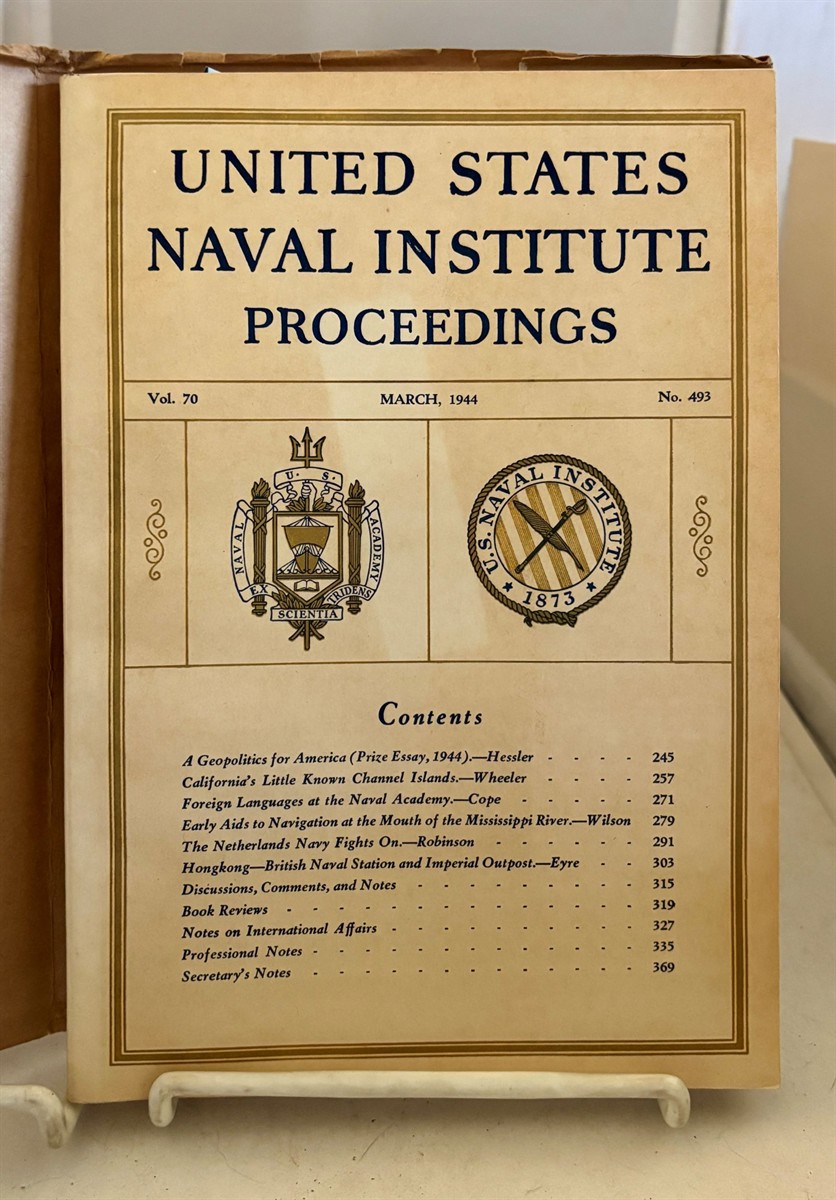 UNITED STATES
NAVAL INSTITUTE
PROCEEDINGS
Vol. 70 MARCH, 1944 No. 493
U. S.
NAVAL ACADEMY
EX SCIENTIA TRIDENS
U.S. NAVAL INSTITUTE
1873
Contents
A Geopolitics for America (Prize Essay, 1944).—Hessler - - - - 245
California's Little Known Channel Islands.—Wheeler - - - - 257
Foreign Languages at the Naval Academy.—Cope - - - - - 271
Early Aids to Navigation at the Mouth of the Mississippi River.—Wilson 279
The Netherlands Navy Fights On.—Robinson - - - - - - 291
Hongkong—British Naval Station and Imperial Outpost.—Eyre - - 303
Discussions, Comments, and Notes - - - - - - - - - 315
Book Reviews - - - - - - - - - - - - - - 319
Notes on International Affairs - - - - - - - - - - 327
Professional Notes - - - - - - - - - - - - - 335
Secretary's Notes - - - - - - - - - - - - - 369